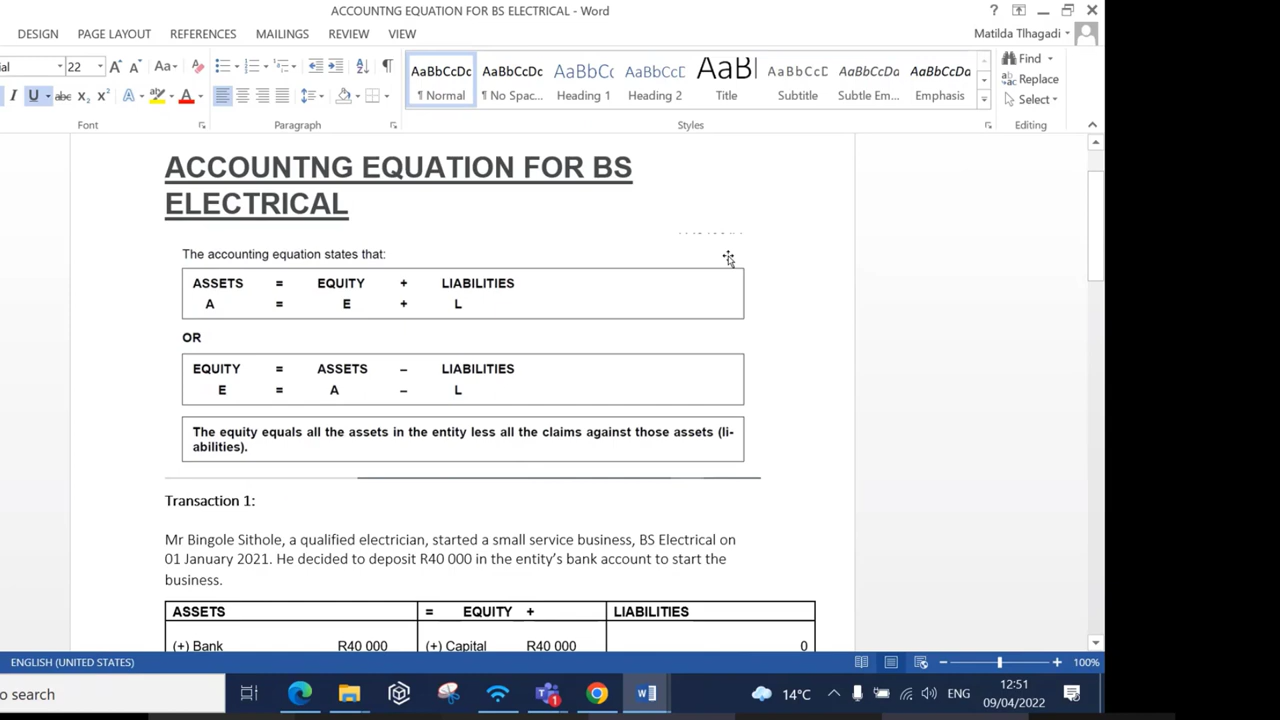 ACCOUNTNG EQUATION FOR BS ELECTRICAL - Word
?
DESIGN PAGE LAYOUT REFERENCES MAILINGS REVIEW VIEW
Matilda Tlhagadi
ial 22 Aa
AaBbCcDc AaBbCcDc AaBbCc AaBbCcC AaBl AaBbCcD AaBbCcDa AaBbCcDa
¶ Normal ¶ No Spac... Heading 1 Heading 2 Title Subtitle Subtle Em... Emphasis
Find
Replace
Select
Font Paragraph Styles Editing
ACCOUNTNG EQUATION FOR BS
ELECTRICAL
The accounting equation states that:
ASSETS = EQUITY + LIABILITIES
A = E + L
OR
EQUITY = ASSETS – LIABILITIES
E = A – L
The equity equals all the assets in the entity less all the claims against those assets (li-
abilities).
Transaction 1:
Mr Bingole Sithole, a qualified electrician, started a small service business, BS Electrical on
01 January 2021. He decided to deposit R40 000 in the entity’s bank account to start the
business.
ASSETS = EQUITY + LIABILITIES
(+) Bank R40 000 (+) Capital R40 000 0
ENGLISH (UNITED STATES) 100%
o search
14°C ENG
12:51
09/04/2022